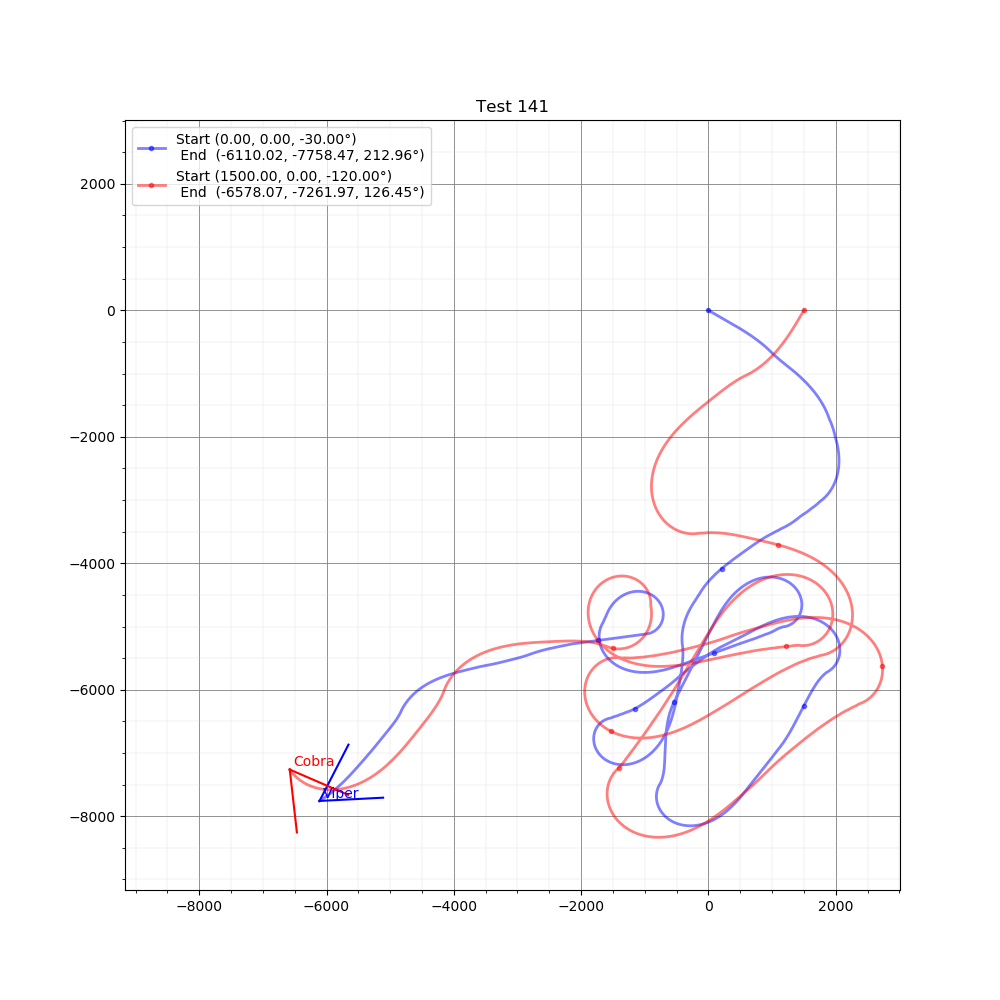 Test 141
Start (0.00, 0.00, -30.00°)
End (-6110.02, -7758.47, 212.96°)
Start (1500.00, 0.00, -120.00°)
End (-6578.07, -7261.97, 126.45°)
2000
0
−2000
−4000
−6000
−8000
Cobra
Viper
−8000 −6000 −4000 −2000 0 2000